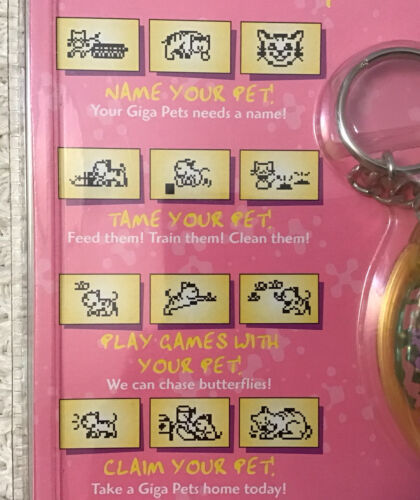 NAME YOUR PET!
Your Giga Pets needs a name!
TAME YOUR PET!
Feed them! Train them! Clean them!
PLAY GAMES WITH
YOUR PET!
We can chase butterflies!
CLAIM YOUR PET!
Take a Giga Pets home today!